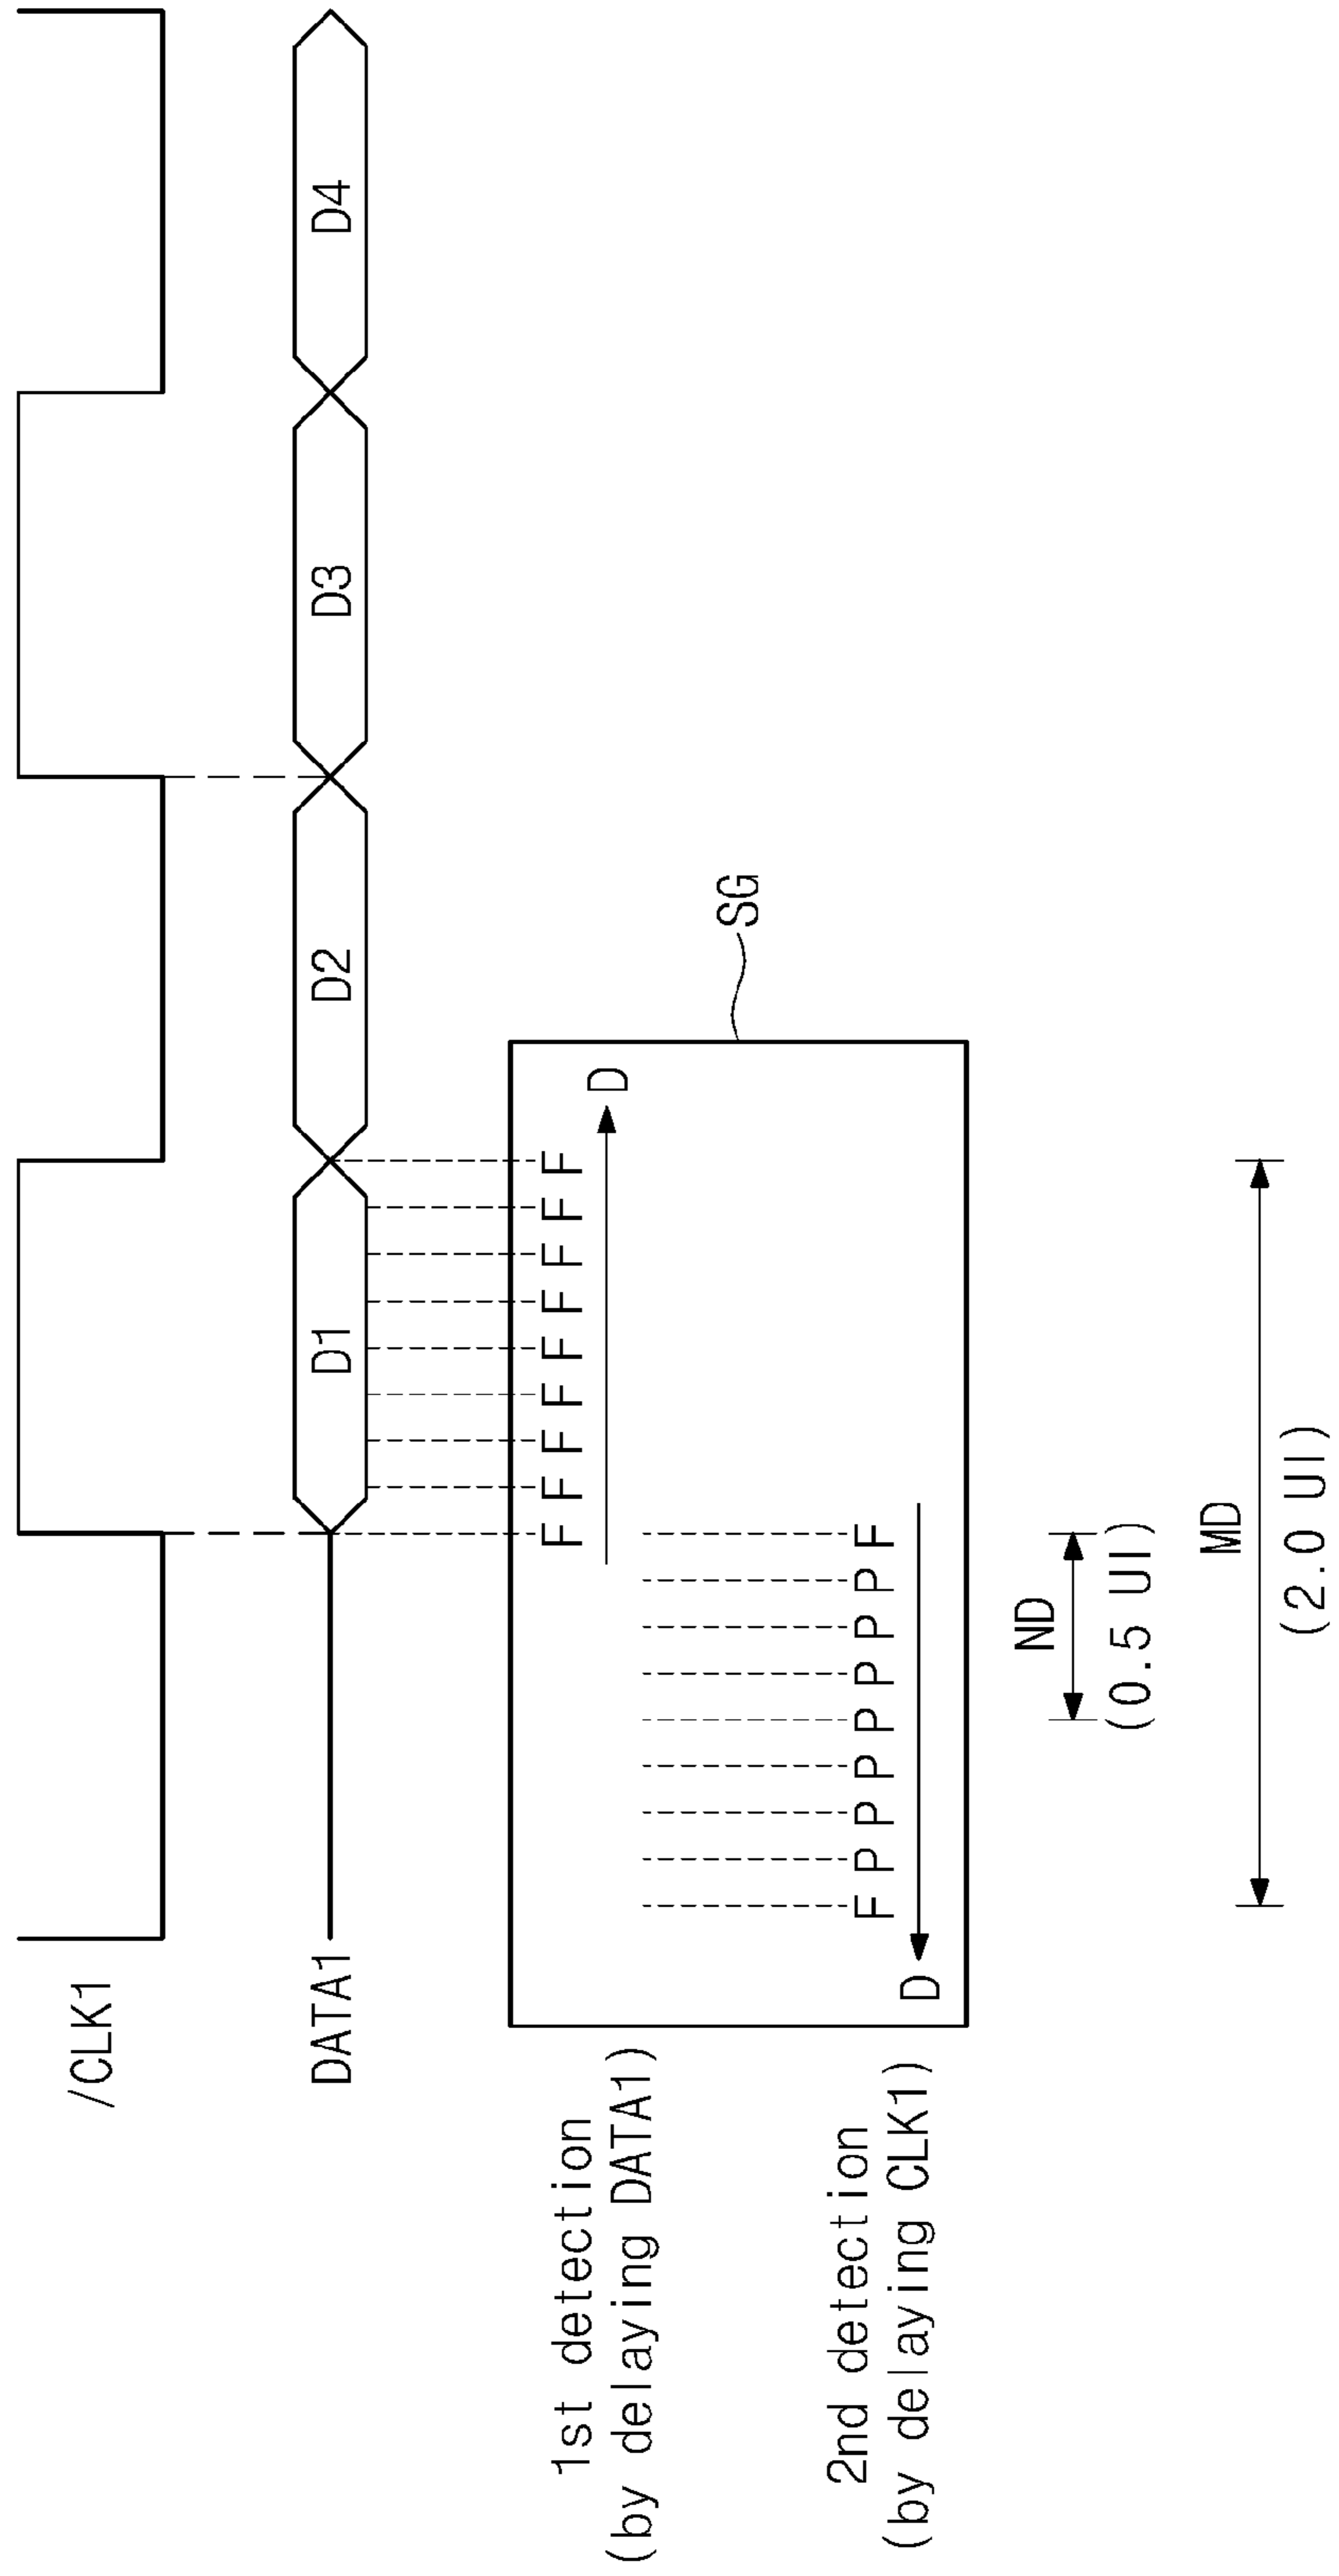 /CLK1
DATA1
D1
D2
D3
D4
SG
1st detection
(by delaying DATA1)
F F F F F F F F F
D
2nd detection
(by delaying CLK1)
F P P P P P P P F
D
ND
(0.5 UI)
MD
(2.0 UI)